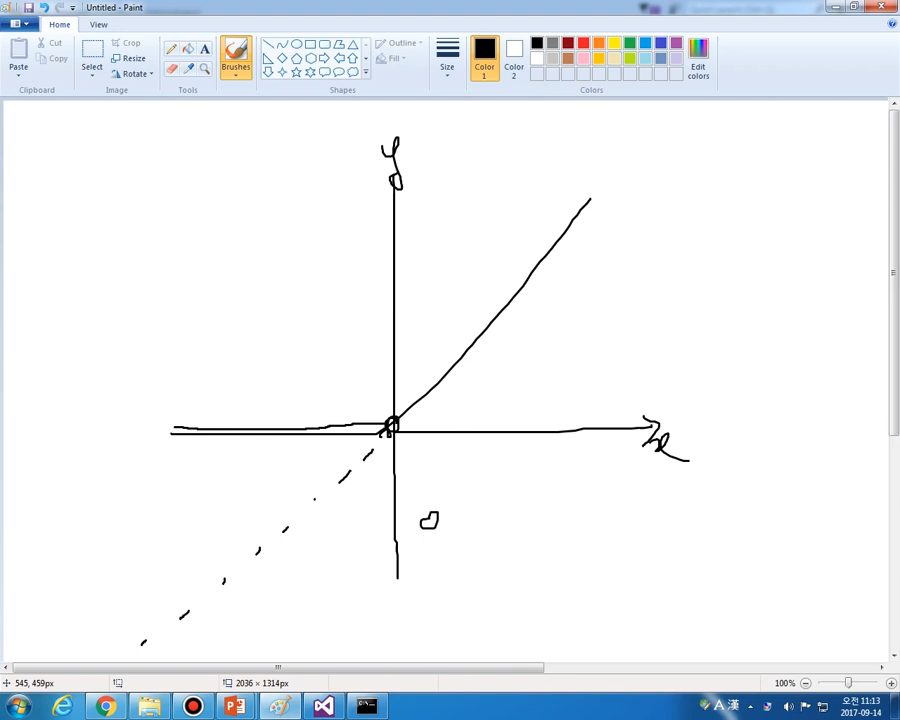 Untitled - Paint
Home View
Cut
Copy
Paste
Clipboard
Crop
Resize
Rotate
Select
Image
A
Tools
Brushes
Outline
Fill
Shapes
Size
Color 1
Color 2
Edit colors
Colors
y
x
545, 459px
2036 × 1314px
100%
A 漢
오전 11:13
2017-09-14